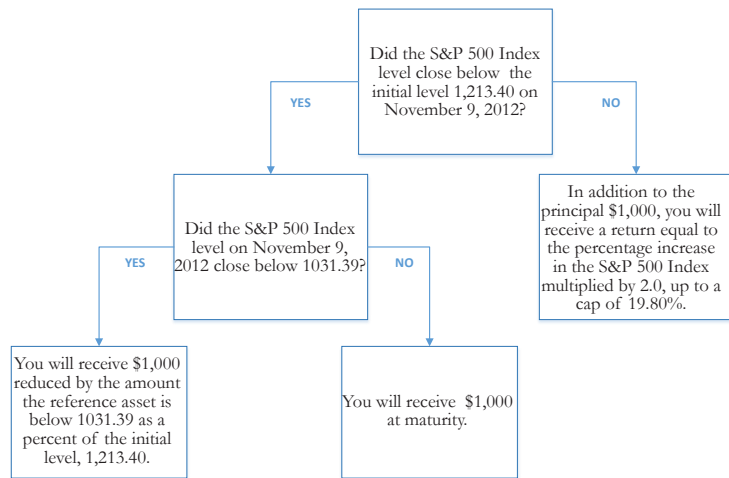 Did the S&P 500 Index
level close below the
initial level 1,213.40 on
November 9, 2012?
YES
NO
Did the S&P 500 Index
level on November 9,
2012 close below 1031.39?
In addition to the
principal $1,000, you will
receive a return equal to
the percentage increase
in the S&P 500 Index
multiplied by 2.0, up to a
cap of 19.80%.
YES
NO
You will receive $1,000
reduced by the amount
the reference asset is
below 1031.39 as a
percent of the initial
level, 1,213.40.
You will receive $1,000
at maturity.